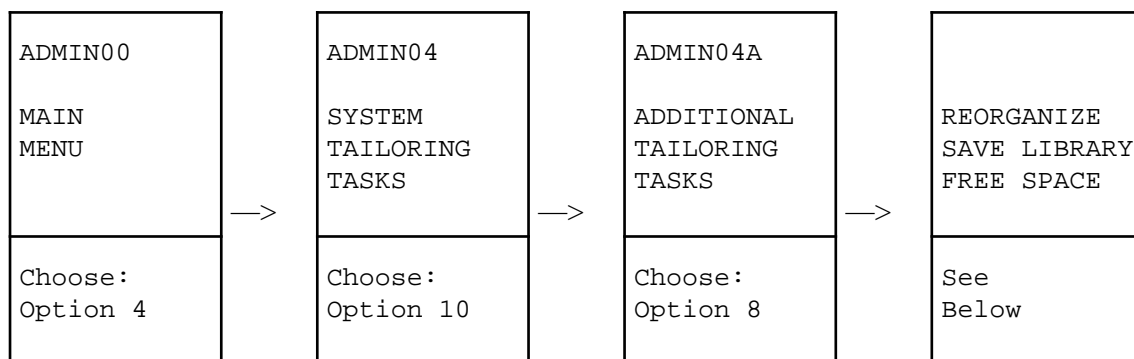 ADMIN00
MAIN
MENU
—>
Choose:
Option 4
ADMIN04
SYSTEM
TAILORING
TASKS
—>
Choose:
Option 10
ADMIN04A
ADDITIONAL
TAILORING
TASKS
—>
Choose:
Option 8
REORGANIZE
SAVE LIBRARY
FREE SPACE
See
Below